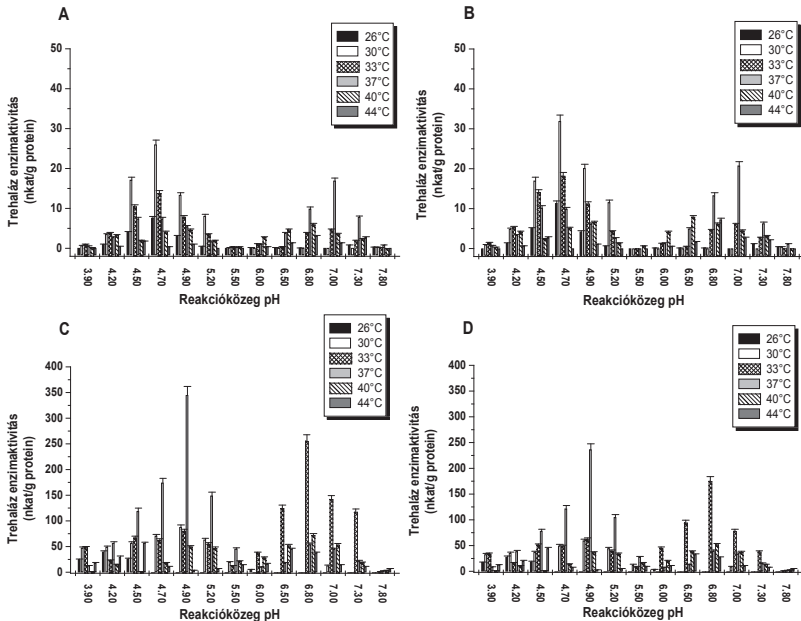 A
26°C
30°C
33°C
37°C
40°C
44°C
50
40
30
20
10
0
Trehaláz enzimaktivitás
(nkat/g protein)
3.90
4.20
4.50
4.70
4.90
5.20
5.50
6.00
6.50
6.80
7.00
7.30
7.80
Reakcióközeg pH
B
26°C
30°C
33°C
37°C
40°C
44°C
50
40
30
20
10
0
Trehaláz enzimaktivitás
(nkat/g protein)
3.90
4.20
4.50
4.70
4.90
5.20
5.50
6.00
6.50
6.80
7.00
7.30
7.80
Reakcióközeg pH
C
26°C
30°C
33°C
37°C
40°C
44°C
400
350
300
250
200
150
100
50
0
Trehaláz enzimaktivitás
(nkat/g protein)
3.90
4.20
4.50
4.70
4.90
5.20
5.50
6.00
6.50
6.80
7.00
7.30
7.80
Reakcióközeg pH
D
26°C
30°C
33°C
37°C
40°C
44°C
400
350
300
250
200
150
100
50
0
Trehaláz enzimaktivitás
(nkat/g protein)
3.90
4.20
4.50
4.70
4.90
5.20
5.50
6.00
6.50
6.80
7.00
7.30
7.80
Reakcióközeg pH